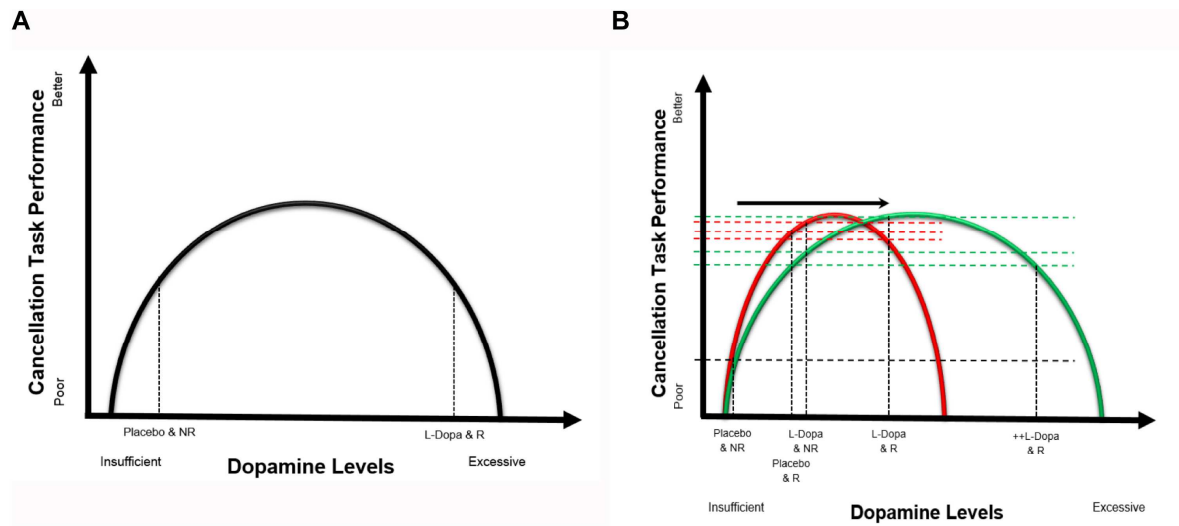 A
Cancellation Task Performance
Better
Poor
Placebo & NR
L-Dopa & R
Insufficient
Dopamine Levels
Excessive
B
Cancellation Task Performance
Better
Poor
Placebo
& NR
L-Dopa
& NR
Placebo
& R
L-Dopa
& R
++L-Dopa
& R
Insufficient
Dopamine Levels
Excessive